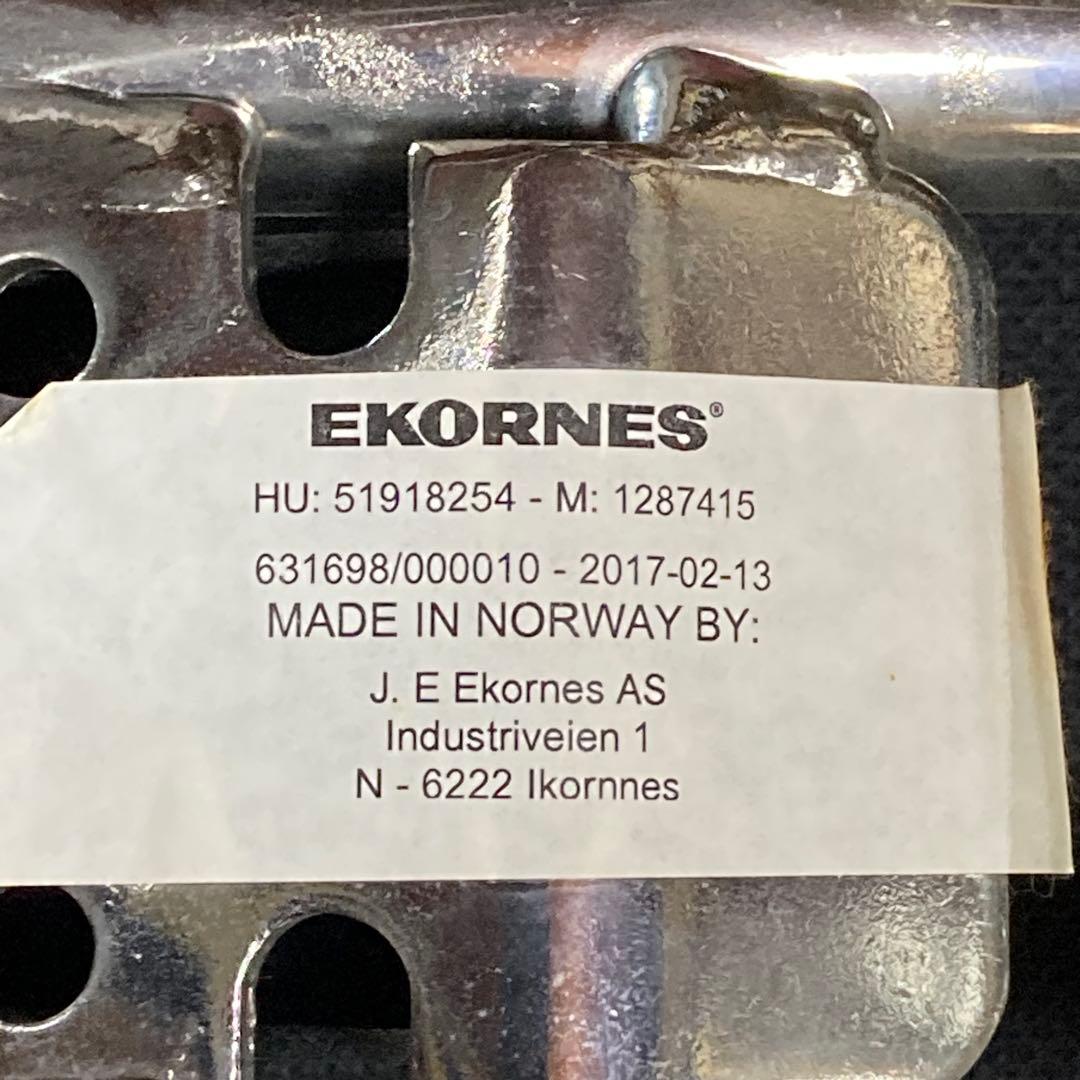 EKORNES®
HU: 51918254 - M: 1287415
631698/000010 - 2017-02-13
MADE IN NORWAY BY:
J. E Ekornes AS
Industriveien 1
N - 6222 Ikornnes